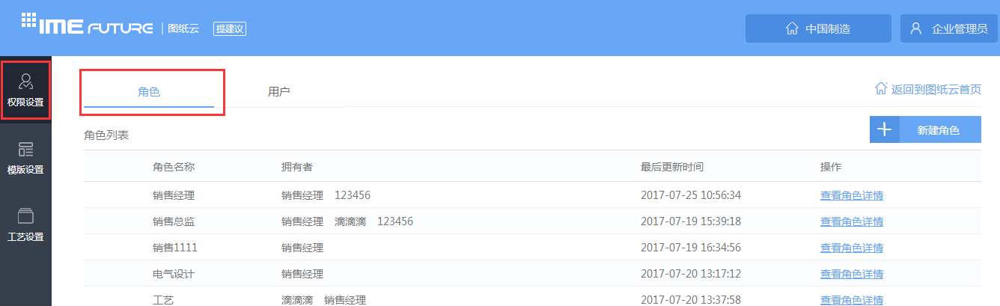 IME FUTURE | 图纸云 提建议 中国制造 企业管理员
权限设置
模版设置
工艺设置
角色 用户 返回到图纸云首页
角色列表 新建角色
角色名称 拥有者 最后更新时间 操作
销售经理 销售经理 123456 2017-07-25 10:56:34 查看角色详情
销售总监 销售经理 滴滴滴 123456 2017-07-19 15:39:18 查看角色详情
销售1111 销售经理 2017-07-19 16:34:56 查看角色详情
电气设计 销售经理 2017-07-20 13:17:12 查看角色详情
工艺 滴滴滴 销售经理 2017-07-20 13:37:58 查看角色详情